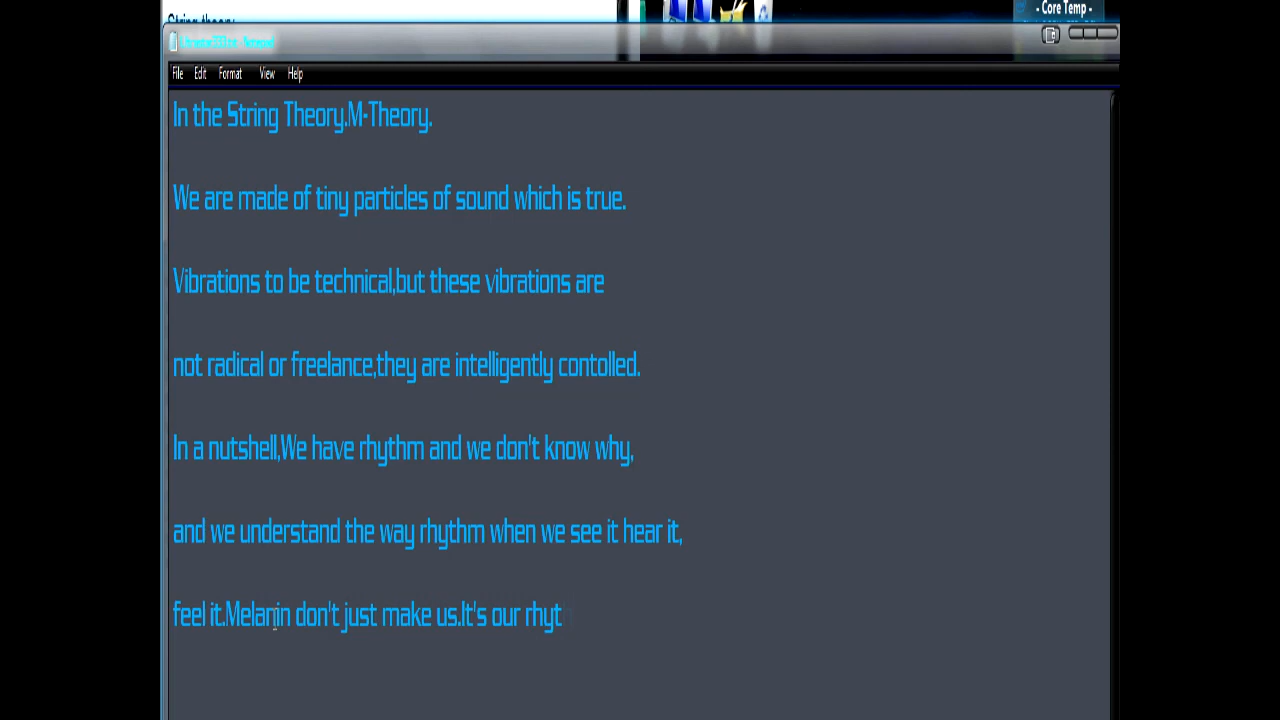 String theory
- Core Temp -
File Edit Format View Help
In the String Theory.M-Theory.
We are made of tiny particles of sound which is true.
Vibrations to be technical,but these vibrations are
not radical or freelance,they are intelligently contolled.
In a nutshell,We have rhythm and we don't know why,
and we understand the way rhythm when we see it hear it,
feel it.Melanin don't just make us.It's our rhyt